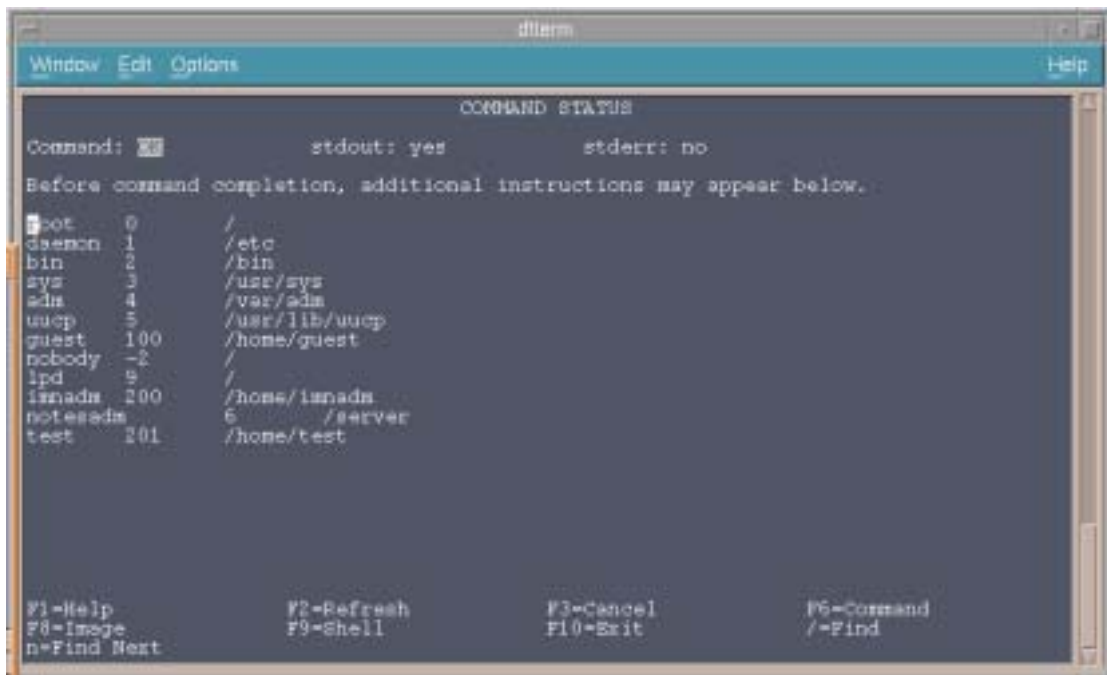 dtterm
Window Edit Options Help
COMMAND STATUS
Command: OK stdout: yes stderr: no
Before command completion, additional instructions may appear below.
root 0 /
daemon 1 /etc
bin 2 /bin
sys 3 /usr/sys
adm 4 /var/adm
uucp 5 /usr/lib/uucp
guest 100 /home/guest
nobody -2 /
lpd 9 /
imnadm 200 /home/imnadm
notesadm 6 /server
test 201 /home/test
F1=Help F2=Refresh F3=Cancel F6=Command
F8=Image F9=Shell F10=Exit /=Find
n=Find Next